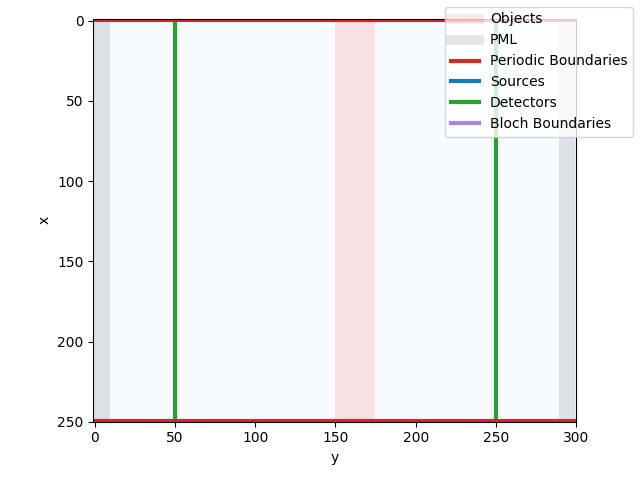 Objects
PML
Periodic Boundaries
Sources
Detectors
Bloch Boundaries
0
50
100
150
200
250
x
0
50
100
150
200
250
300
y